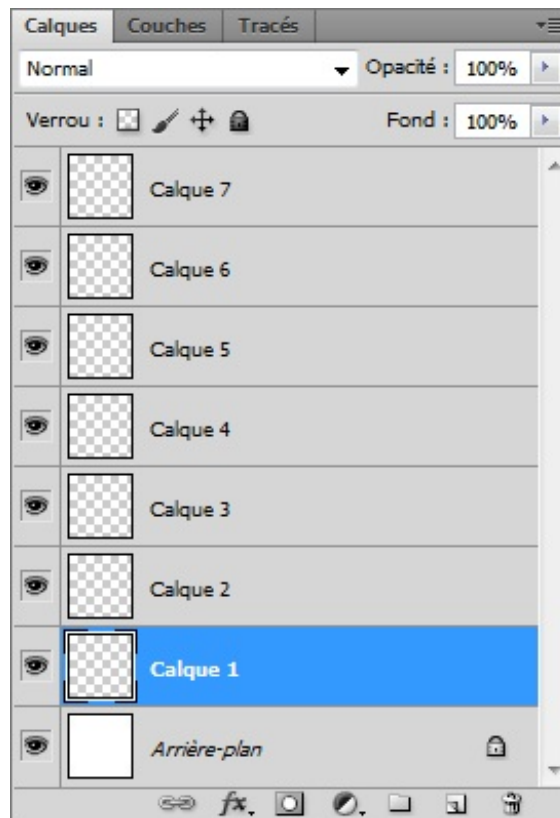 Calques Couches Tracés
Normal Opacité : 100%
Verrou : Fond : 100%
Calque 7
Calque 6
Calque 5
Calque 4
Calque 3
Calque 2
Calque 1
Arrière-plan
fx.